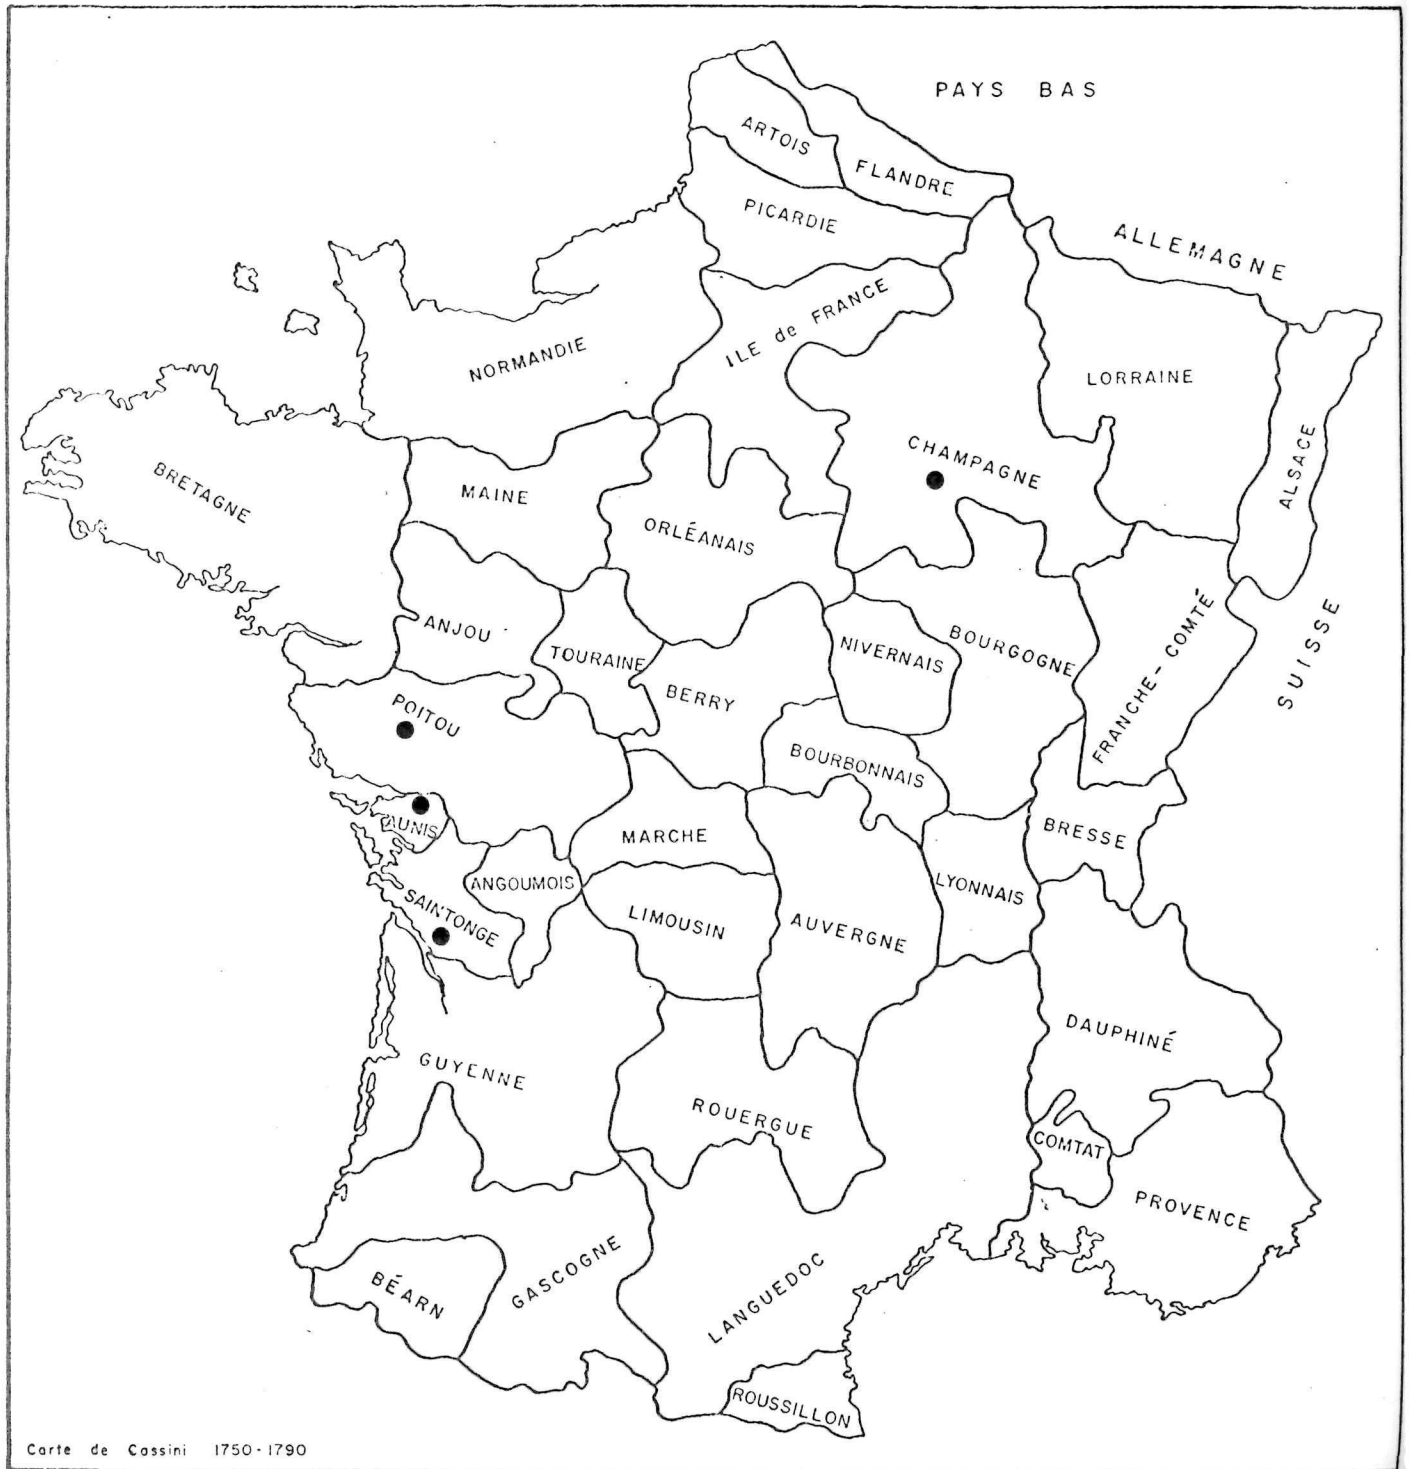 PAYS BAS
ARTOIS
FLANDRE
PICARDIE
ALLEMAGNE
ILE de FRANCE
NORMANDIE
LORRAINE
CHAMPAGNE
ALSACE
BRETAGNE
MAINE
ORLÉANAIS
ANJOU
TOURAINE
BERRY
NIVERNAIS
BOURGOGNE
FRANCHE-COMTÉ
SUISSE
POITOU
BOURBONNAIS
AUNIS
MARCHE
BRESSE
ANGOUMOIS
LYONNAIS
SAINTONGE
LIMOUSIN
AUVERGNE
DAUPHINÉ
GUYENNE
ROUERGUE
COMTAT
PROVENCE
GASCOGNE
BÉARN
LANGUEDOC
ROUSSILLON
Carte de Cassini 1750-1790